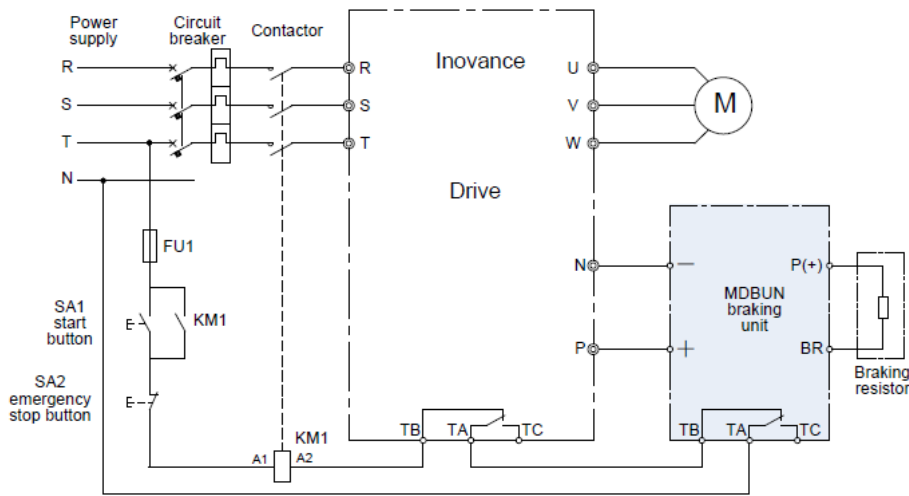 Power supply
Circuit breaker
Contactor
R
S
T
N
R
S
T
Inovance
Drive
U
V
W
M
N
P
FU1
SA1
start
button
KM1
SA2
emergency
stop button
A1
KM1
A2
TB
TA
TC
MDBUN
braking
unit
P(+)
BR
TB
TA
TC
Braking
resistor